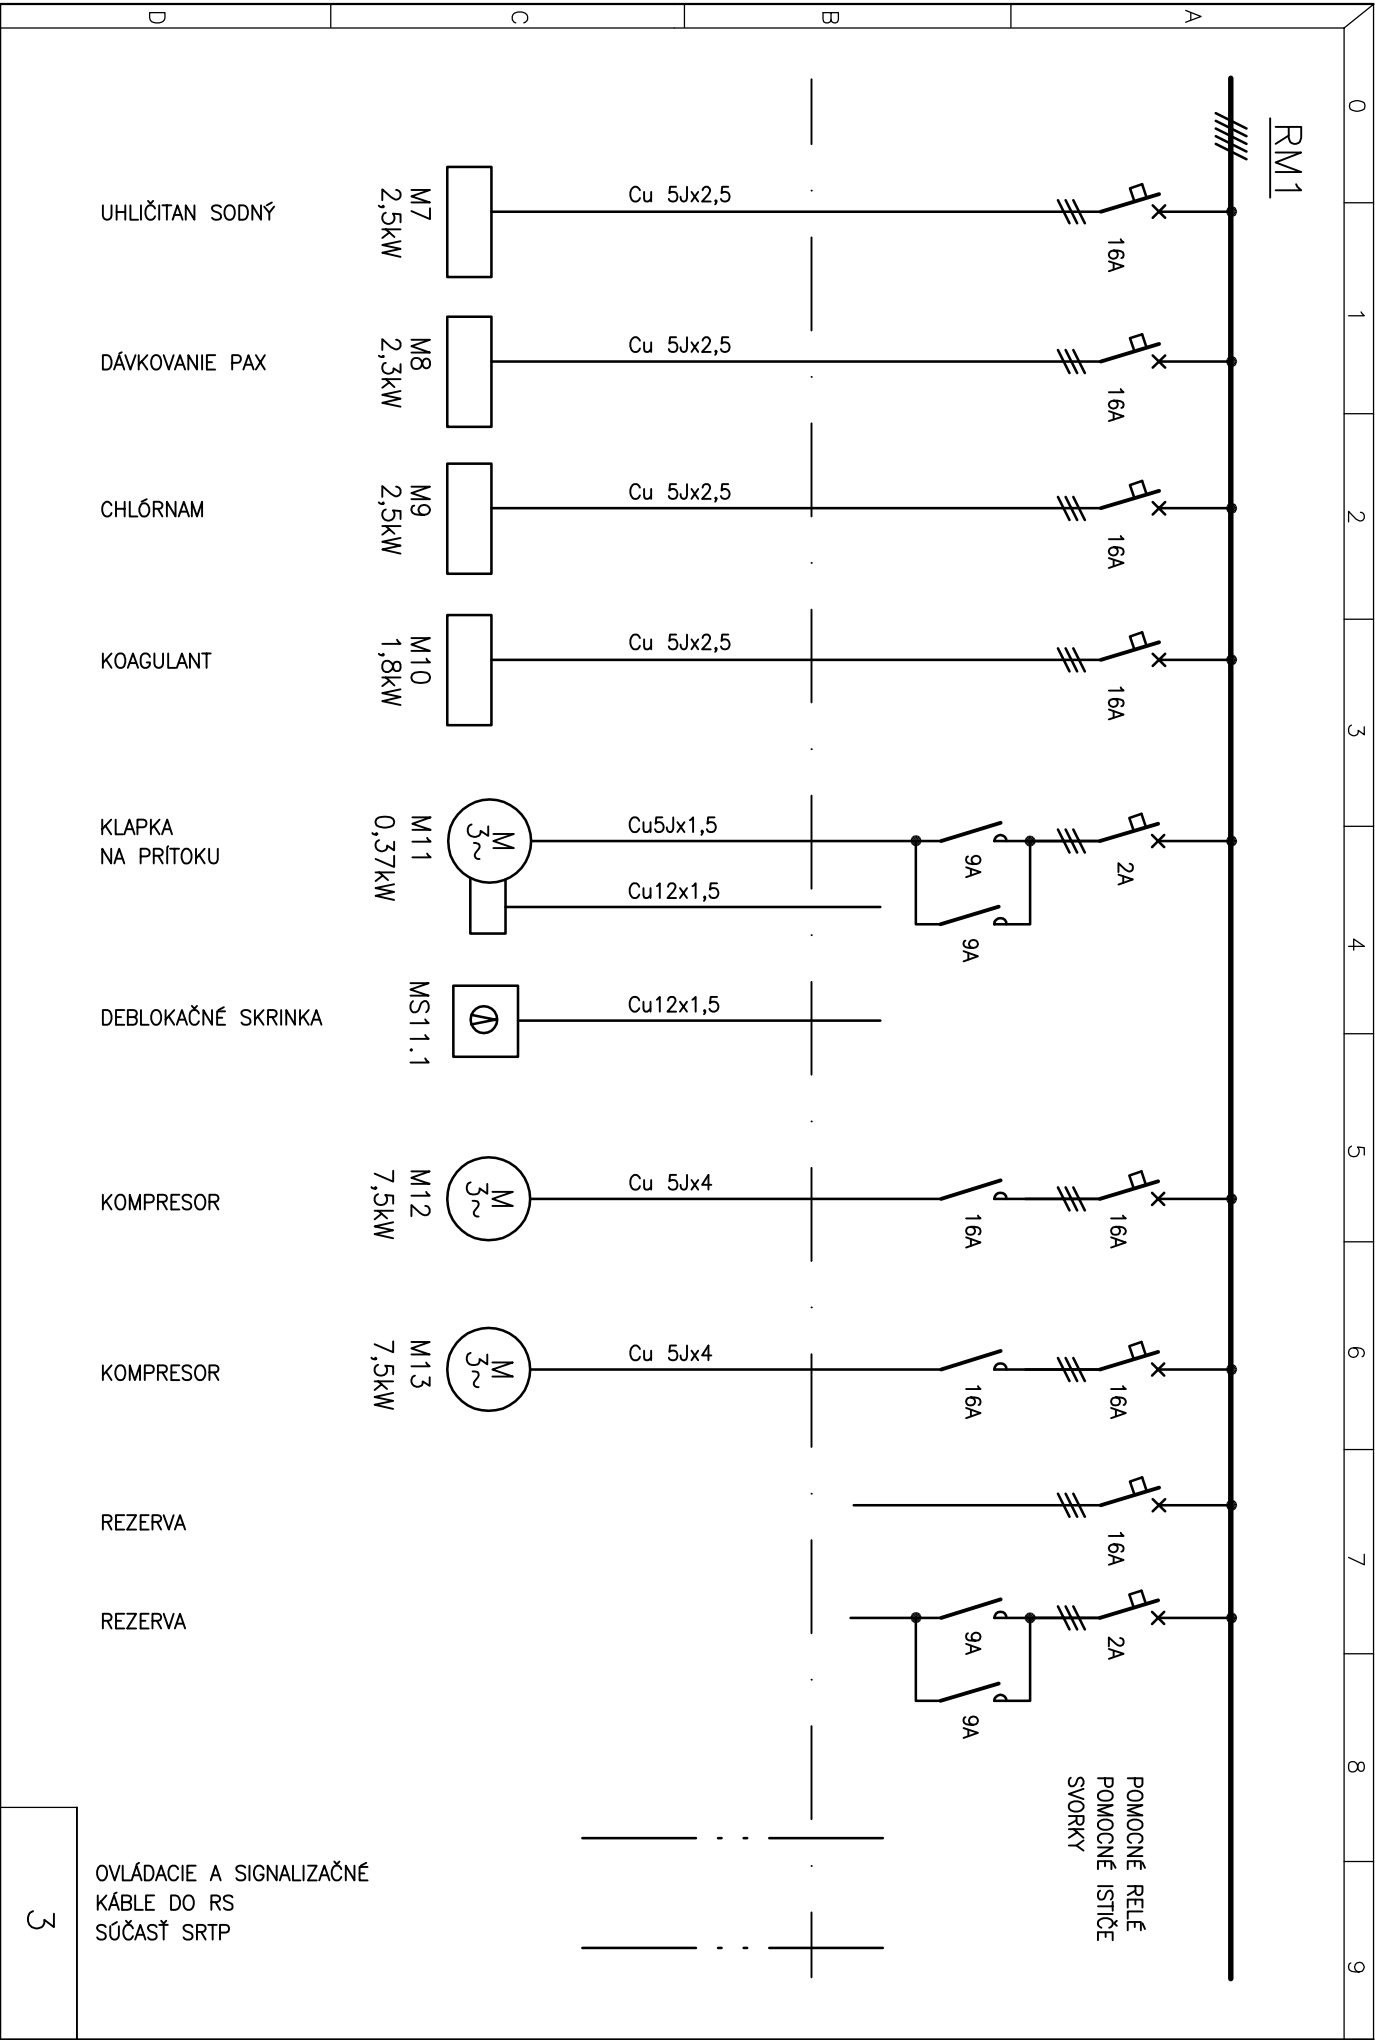 0
1
2
3
4
5
6
7
8
9
A
B
C
D
RM1
16A
Cu 5Jx2,5
M7
2,5kW
UHLIČITAN SODNÝ
16A
Cu 5Jx2,5
M8
2,3kW
DÁVKOVANIE PAX
16A
Cu 5Jx2,5
M9
2,5kW
CHLÓRNAM
16A
Cu 5Jx2,5
M10
1,8kW
KOAGULANT
2A
9A
9A
Cu5Jx1,5
Cu12x1,5
M
3~
M11
0,37kW
KLAPKA
NA PRÍTOKU
Cu12x1,5
MS11.1
DEBLOKAČNÉ SKRINKA
16A
16A
Cu 5Jx4
M
3~
M12
7,5kW
KOMPRESOR
16A
16A
Cu 5Jx4
M
3~
M13
7,5kW
KOMPRESOR
16A
REZERVA
2A
9A
9A
REZERVA
POMOCNÉ RELÉ
POMOCNÉ ISTIČE
SVORKY
OVLÁDACIE A SIGNALIZAČNÉ
KÁBLE DO RS
SÚČASŤ SRTP
3